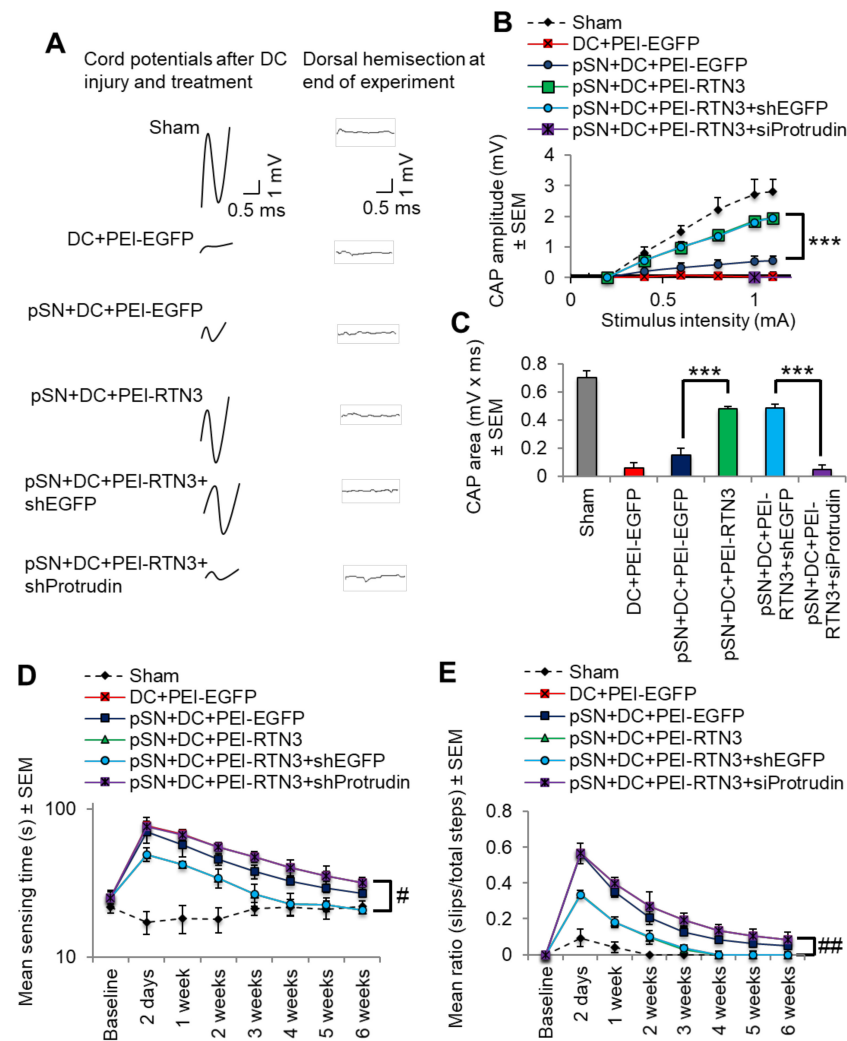 A
Cord potentials after DC
injury and treatment
Dorsal hemisection at
end of experiment
Sham
1 mV
0.5 ms
1 mV
0.5 ms
DC+PEI-EGFP
pSN+DC+PEI-EGFP
pSN+DC+PEI-RTN3
pSN+DC+PEI-RTN3+
shEGFP
pSN+DC+PEI-RTN3+
shProtrudin
B
Sham
DC+PEI-EGFP
pSN+DC+PEI-EGFP
pSN+DC+PEI-RTN3
pSN+DC+PEI-RTN3+shEGFP
pSN+DC+PEI-RTN3+siProtrudin
CAP amplitude (mV)
± SEM
4
3
2
1
0
***
0
0.5
1
Stimulus intensity (mA)
C
CAP area (mV x ms)
± SEM
0.8
0.6
0.4
0.2
0
***
***
Sham
DC+PEI-EGFP
pSN+DC+PEI-EGFP
pSN+DC+PEI-RTN3
pSN+DC+PEI-
RTN3+shEGFP
pSN+DC+PEI-
RTN3+siProtrudin
D
Sham
DC+PEI-EGFP
pSN+DC+PEI-EGFP
pSN+DC+PEI-RTN3
pSN+DC+PEI-RTN3+shEGFP
pSN+DC+PEI-RTN3+shProtrudin
Mean sensing time (s) ± SEM
100
10
#
Baseline
2 days
1 week
2 weeks
3 weeks
4 weeks
5 weeks
6 weeks
E
Sham
DC+PEI-EGFP
pSN+DC+PEI-EGFP
pSN+DC+PEI-RTN3
pSN+DC+PEI-RTN3+shEGFP
pSN+DC+PEI-RTN3+siProtrudin
Mean ratio (slips/total steps) ± SEM
0.8
0.6
0.4
0.2
0
##
Baseline
2 days
1 week
2 weeks
3 weeks
4 weeks
5 weeks
6 weeks